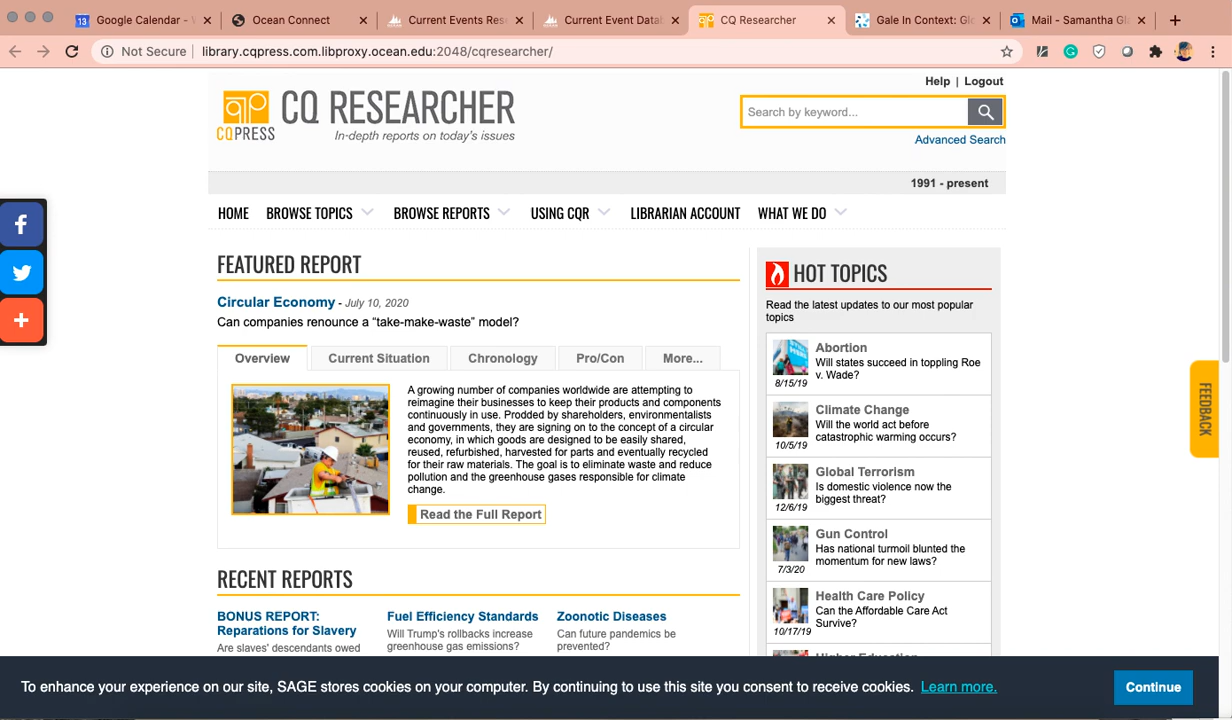 Google Calendar - W
Ocean Connect
Current Events Res
Current Event Datab
CQ Researcher
Gale In Context: Glo
Mail - Samantha Gla
Not Secure | library.cqpress.com.libproxy.ocean.edu:2048/cqresearcher/
Help | Logout
CQPRESS
CQ RESEARCHER
In-depth reports on today's issues
Search by keyword...
Advanced Search
1991 - present
HOME BROWSE TOPICS BROWSE REPORTS USING CQR LIBRARIAN ACCOUNT WHAT WE DO
FEATURED REPORT
Circular Economy - July 10, 2020
Can companies renounce a “take-make-waste” model?
Overview Current Situation Chronology Pro/Con More...
A growing number of companies worldwide are attempting to
reimagine their businesses to keep their products and components
continuously in use. Prodded by shareholders, environmentalists
and governments, they are signing on to the concept of a circular
economy, in which goods are designed to be easily shared,
reused, refurbished, harvested for parts and eventually recycled
for their raw materials. The goal is to eliminate waste and reduce
pollution and the greenhouse gases responsible for climate
change.
Read the Full Report
RECENT REPORTS
BONUS REPORT:
Reparations for Slavery
Are slaves' descendants owed
Fuel Efficiency Standards
Will Trump's rollbacks increase
greenhouse gas emissions?
Zoonotic Diseases
Can future pandemics be
prevented?
HOT TOPICS
Read the latest updates to our most popular
topics
Abortion
Will states succeed in toppling Roe
v. Wade?
8/15/19
Climate Change
Will the world act before
catastrophic warming occurs?
10/5/19
Global Terrorism
Is domestic violence now the
biggest threat?
12/6/19
Gun Control
Has national turmoil blunted the
momentum for new laws?
7/3/20
Health Care Policy
Can the Affordable Care Act
Survive?
10/17/19
Higher Education
FEEDBACK
To enhance your experience on our site, SAGE stores cookies on your computer. By continuing to use this site you consent to receive cookies. Learn more.
Continue